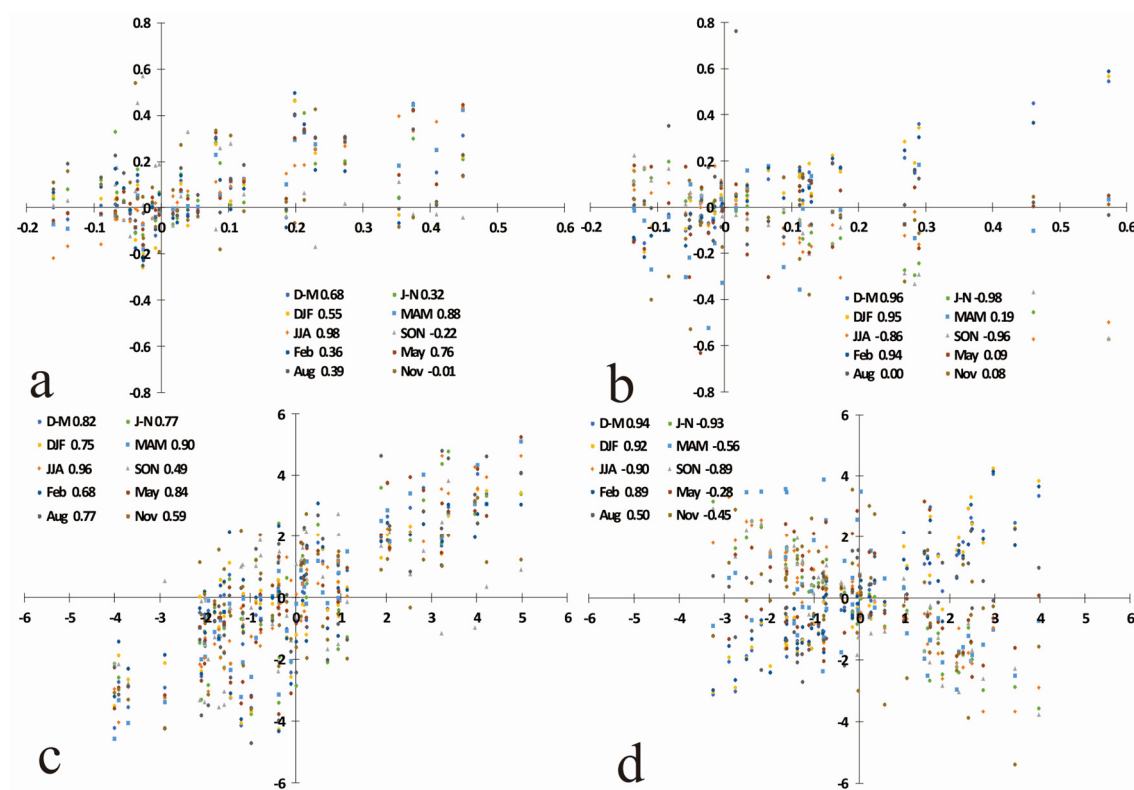 0.8
0.6
0.4
0.2
0
-0.2
-0.4
-0.6
-0.8
-0.2 -0.1 0 0.1 0.2 0.3 0.4 0.5 0.6
D-M 0.68 J-N 0.32
DJF 0.55 MAM 0.88
JJA 0.98 SON -0.22
Feb 0.36 May 0.76
Aug 0.39 Nov -0.01
a
0.8
0.6
0.4
0.2
0
-0.2
-0.4
-0.6
-0.8
-0.2 -0.1 0 0.1 0.2 0.3 0.4 0.5 0.6
D-M 0.96 J-N -0.98
DJF 0.95 MAM 0.19
JJA -0.86 SON -0.96
Feb 0.94 May 0.09
Aug 0.00 Nov 0.08
b
D-M 0.82 J-N 0.77
DJF 0.75 MAM 0.90
JJA 0.96 SON 0.49
Feb 0.68 May 0.84
Aug 0.77 Nov 0.59
6
4
2
0
-2
-4
-6
-6 -5 -4 -3 -2 -1 0 1 2 3 4 5 6
c
D-M 0.94 J-N -0.93
DJF 0.92 MAM -0.56
JJA -0.90 SON -0.89
Feb 0.89 May -0.28
Aug 0.50 Nov -0.45
6
4
2
0
-2
-4
-6
-6 -5 -4 -3 -2 -1 0 1 2 3 4 5 6
d